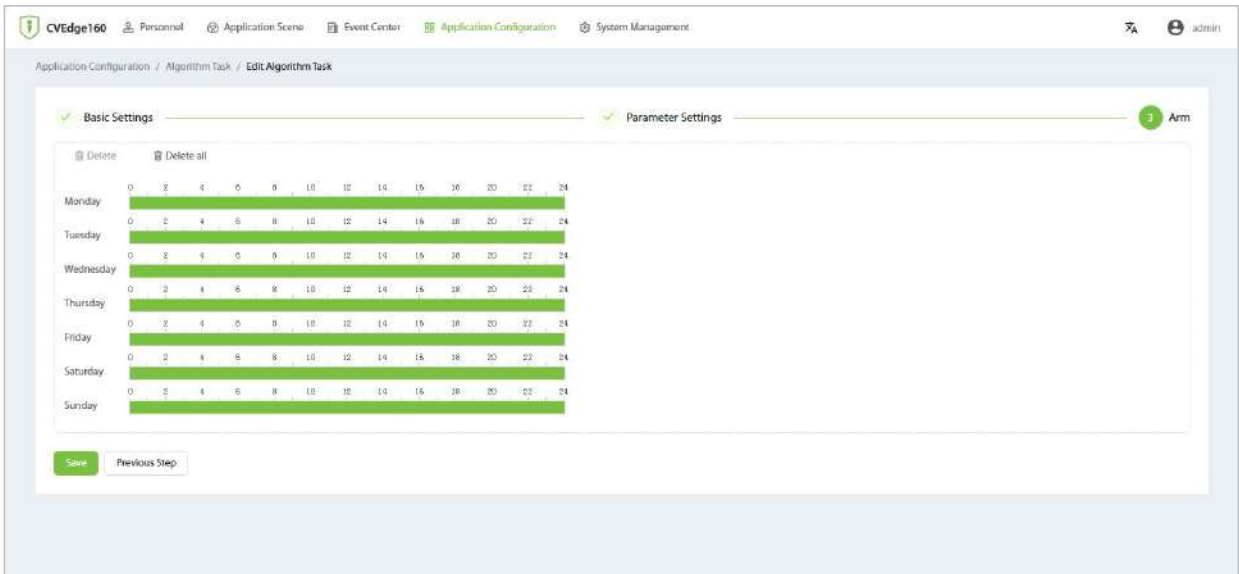 CVEdge160 Personnel Application Scene Event Center Application Configuration System Management admin
Application Configuration / Algorithm Task / Edit Algorithm Task
Basic Settings Parameter Settings 3 Arm
Delete Delete all
0 2 4 6 8 10 12 14 16 18 20 22 24
Monday
0 2 4 6 8 10 12 14 16 18 20 22 24
Tuesday
0 2 4 6 8 10 12 14 16 18 20 22 24
Wednesday
0 2 4 6 8 10 12 14 16 18 20 22 24
Thursday
0 2 4 6 8 10 12 14 16 18 20 22 24
Friday
0 2 4 6 8 10 12 14 16 18 20 22 24
Saturday
0 2 4 6 8 10 12 14 16 18 20 22 24
Sunday
Save Previous Step